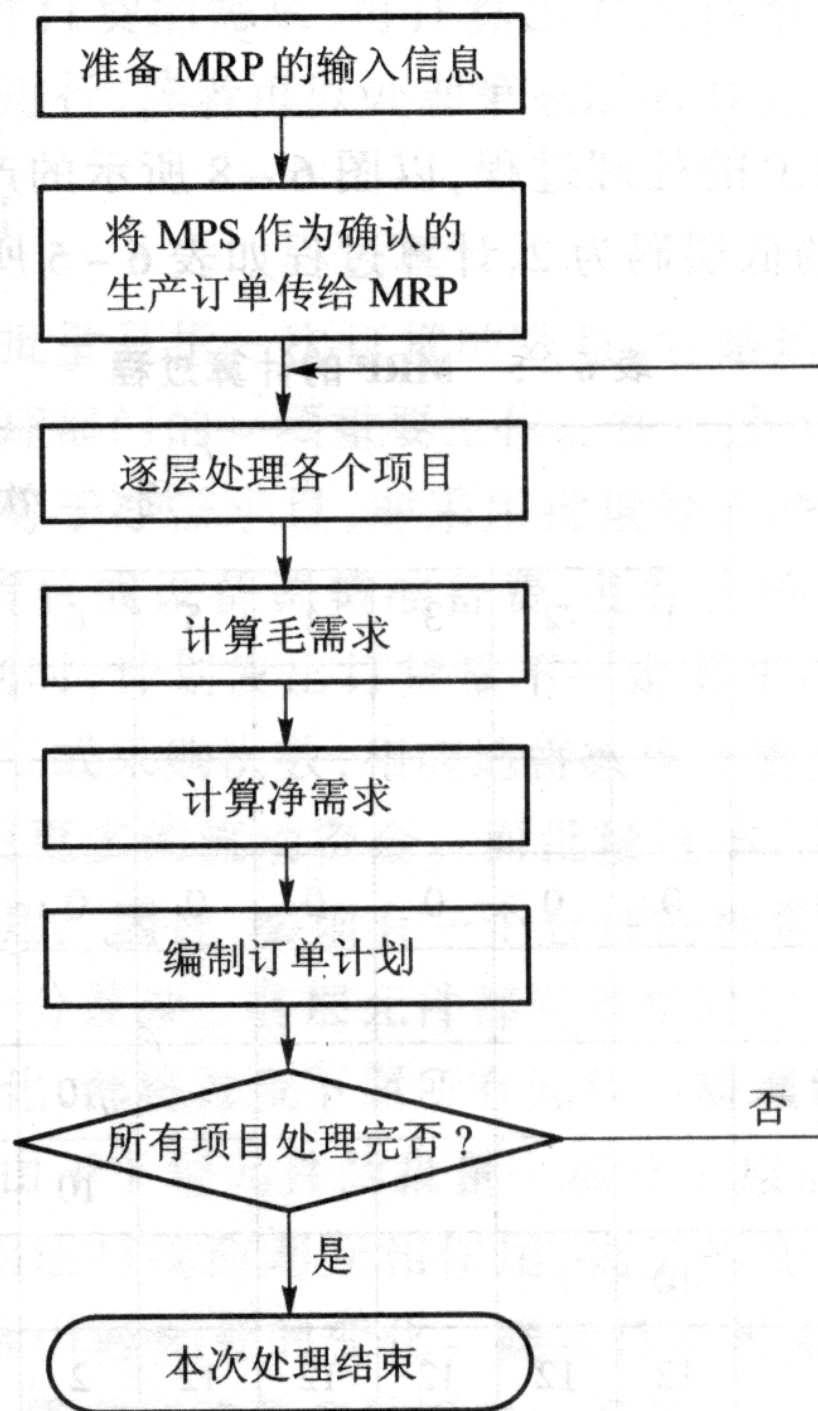 准备 MRP 的输入信息
将 MPS 作为确认的
生产订单传给 MRP
逐层处理各个项目
计算毛需求
计算净需求
编制订单计划
所有项目处理完否？
否
是
本次处理结束